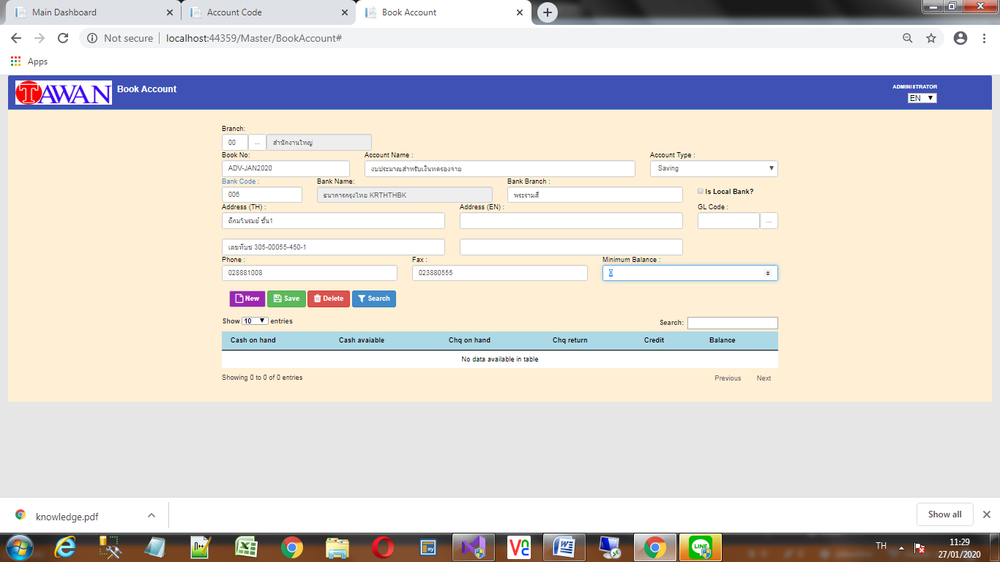 Main Dashboard
Account Code
Book Account
Not secure
localhost:44359/Master/BookAccount#
Apps
TAWAN
Book Account
ADMINISTRATOR
EN
Branch:
00
...
สำนักงานใหญ่
Book No:
Account Name :
Account Type :
ADV-JAN2020
งบประมาณสำหรับเงินทดรองจ่าย
Saving
Bank Code :
Bank Name:
Bank Branch :
006
ธนาคารกรุงไทย KRTHTHBK
พระรามสี่
Is Local Bank?
Address (TH) :
Address (EN) :
GL Code :
ตึกมโนรมย์ ชั้น1
...
เลขที่บช 305-00055-450-1
Phone :
Fax :
Minimum Balance :
028881008
023880555
0
New
Save
Delete
Search
Show 10 entries
Search:
Cash on hand
Cash avaiable
Chq on hand
Chq return
Credit
Balance
No data available in table
Showing 0 to 0 of 0 entries
Previous
Next
knowledge.pdf
Show all
TH
11:29
27/01/2020